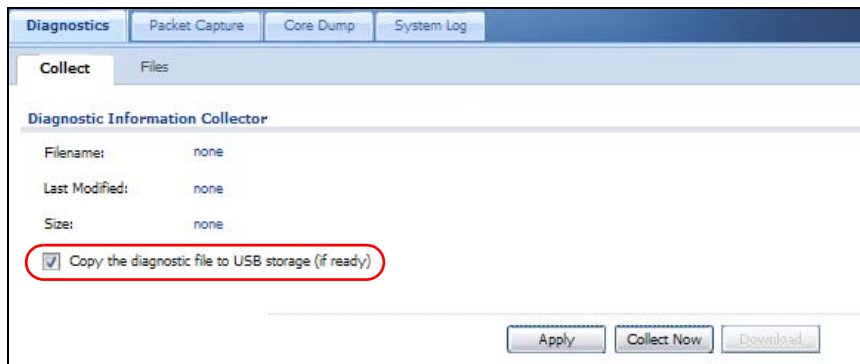 Diagnostics Packet Capture Core Dump System Log
Collect Files
Diagnostic Information Collector
Filename: none
Last Modified: none
Size: none
Copy the diagnostic file to USB storage (if ready)
Apply Collect Now Download